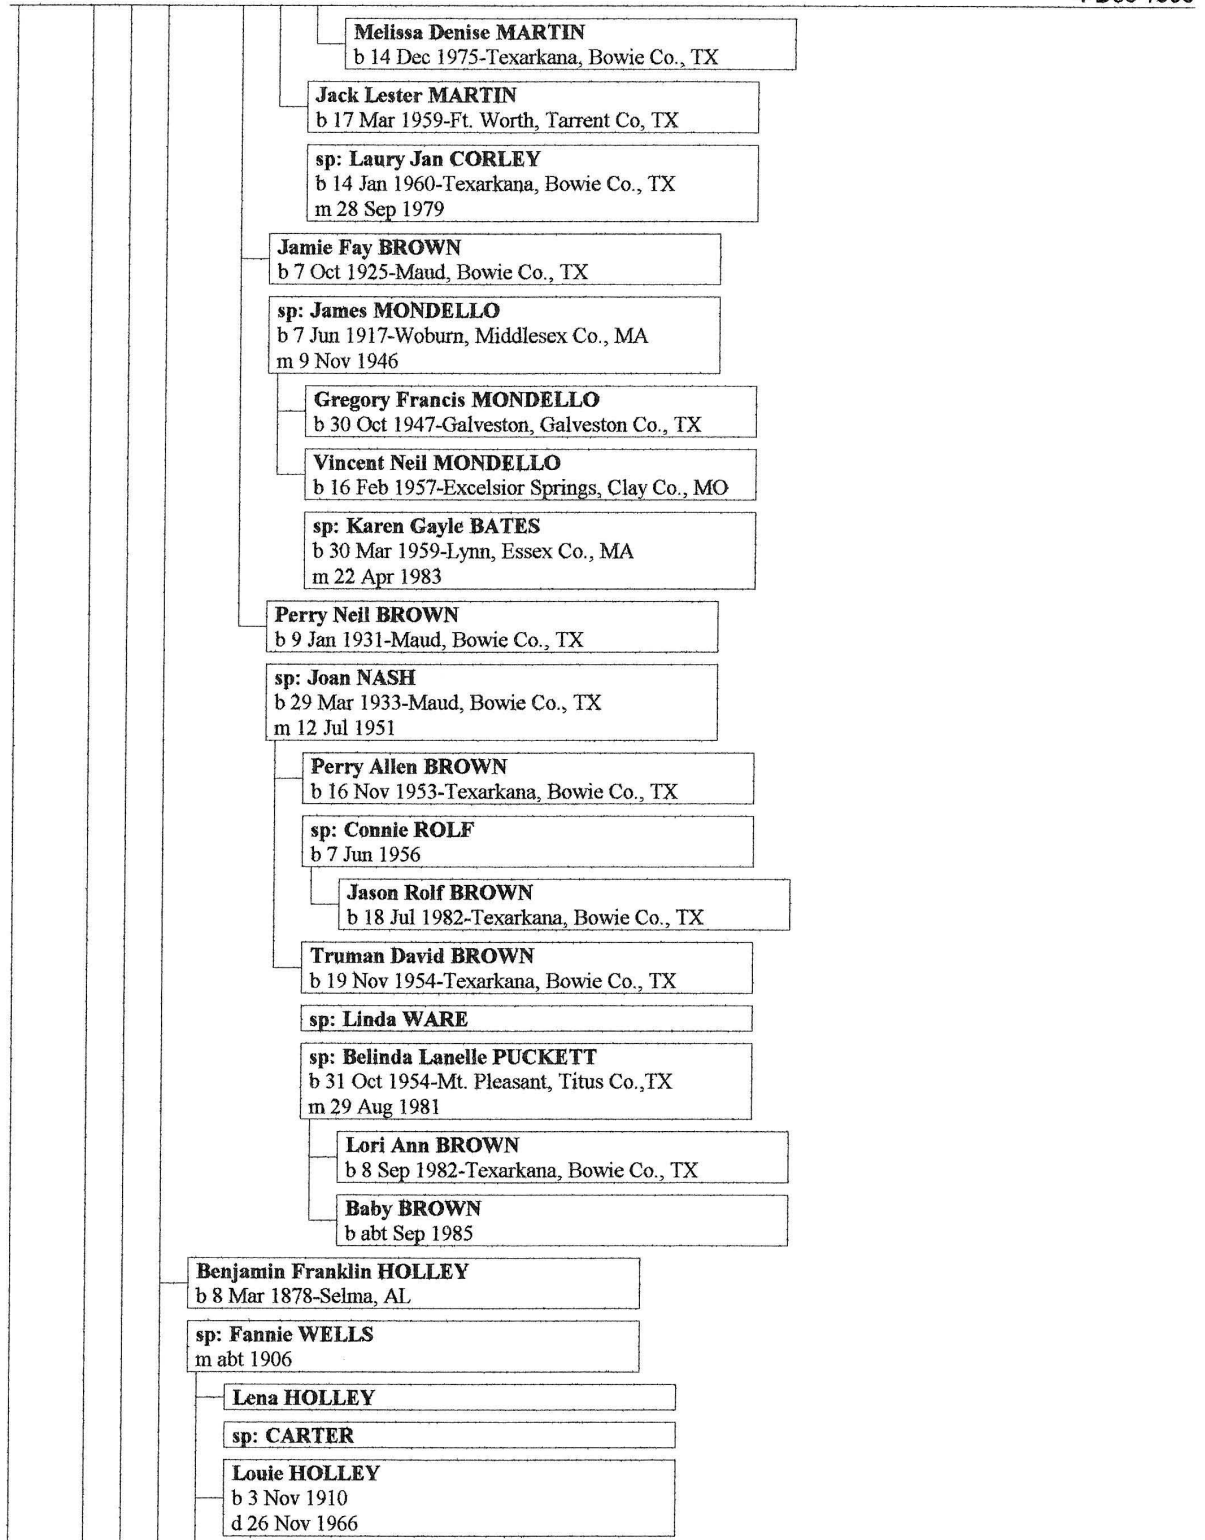 Melissa Denise MARTIN
b 14 Dec 1975-Texarkana, Bowie Co., TX
Jack Lester MARTIN
b 17 Mar 1959-Ft. Worth, Tarrent Co, TX
sp: Laury Jan CORLEY
b 14 Jan 1960-Texarkana, Bowie Co., TX
m 28 Sep 1979
Jamie Fay BROWN
b 7 Oct 1925-Maud, Bowie Co., TX
sp: James MONDELLO
b 7 Jun 1917-Woburn, Middlesex Co., MA
m 9 Nov 1946
Gregory Francis MONDELLO
b 30 Oct 1947-Galveston, Galveston Co., TX
Vincent Neil MONDELLO
b 16 Feb 1957-Excelsior Springs, Clay Co., MO
sp: Karen Gayle BATES
b 30 Mar 1959-Lynn, Essex Co., MA
m 22 Apr 1983
Perry Neil BROWN
b 9 Jan 1931-Maud, Bowie Co., TX
sp: Joan NASH
b 29 Mar 1933-Maud, Bowie Co., TX
m 12 Jul 1951
Perry Allen BROWN
b 16 Nov 1953-Texarkana, Bowie Co., TX
sp: Connie ROLF
b 7 Jun 1956
Jason Rolf BROWN
b 18 Jul 1982-Texarkana, Bowie Co., TX
Truman David BROWN
b 19 Nov 1954-Texarkana, Bowie Co., TX
sp: Linda WARE
sp: Belinda Lanelle PUCKETT
b 31 Oct 1954-Mt. Pleasant, Titus Co.,TX
m 29 Aug 1981
Lori Ann BROWN
b 8 Sep 1982-Texarkana, Bowie Co., TX
Baby BROWN
b abt Sep 1985
Benjamin Franklin HOLLEY
b 8 Mar 1878-Selma, AL
sp: Fannie WELLS
m abt 1906
Lena HOLLEY
sp: CARTER
Louie HOLLEY
b 3 Nov 1910
d 26 Nov 1966